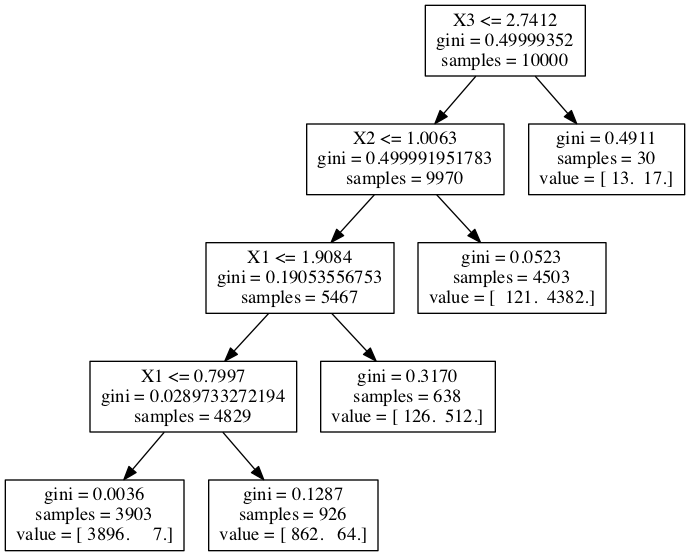 X3 <= 2.7412
gini = 0.49999352
samples = 10000
X2 <= 1.0063
gini = 0.499991951783
samples = 9970
gini = 0.4911
samples = 30
value = [ 13.  17.]
X1 <= 1.9084
gini = 0.19053556753
samples = 5467
gini = 0.0523
samples = 4503
value = [  121.  4382.]
X1 <= 0.7997
gini = 0.0289733272194
samples = 4829
gini = 0.3170
samples = 638
value = [ 126.  512.]
gini = 0.0036
samples = 3903
value = [ 3896.     7.]
gini = 0.1287
samples = 926
value = [ 862.   64.]